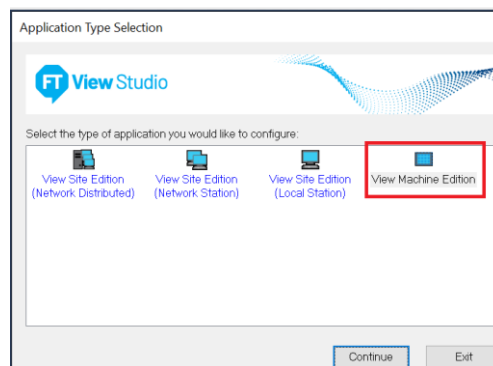 Application Type Selection
FT View Studio
Select the type of application you would like to configure:
View Site Edition
(Network Distributed)
View Site Edition
(Network Station)
View Site Edition
(Local Station)
View Machine Edition
Continue
Exit